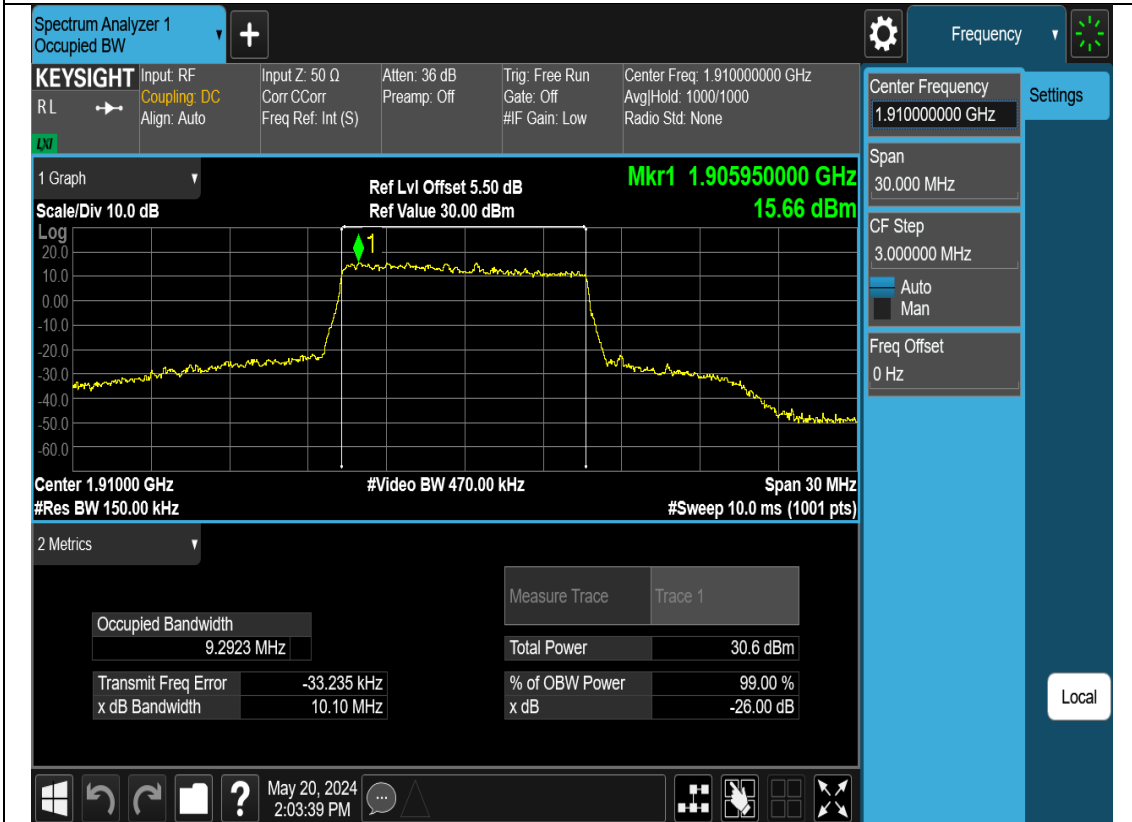 Spectrum Analyzer 1
Occupied BW
Frequency
KEYSIGHT
RL
LXI
Input: RF
Coupling: DC
Align: Auto
Input Z: 50 Ω
Corr CCorr
Freq Ref: Int (S)
Atten: 36 dB
Preamp: Off
Trig: Free Run
Gate: Off
#IF Gain: Low
Center Freq: 1.910000000 GHz
Avg|Hold: 1000/1000
Radio Std: None
Center Frequency
1.910000000 GHz
Settings
Span
30.000 MHz
CF Step
3.000000 MHz
Auto
Man
Freq Offset
0 Hz
Local
1 Graph
Scale/Div 10.0 dB
Ref Lvl Offset 5.50 dB
Ref Value 30.00 dBm
Mkr1 1.905950000 GHz
15.66 dBm
Log
20.0
10.0
0.00
-10.0
-20.0
-30.0
-40.0
-50.0
-60.0
1
Center 1.91000 GHz
#Video BW 470.00 kHz
Span 30 MHz
#Res BW 150.00 kHz
#Sweep 10.0 ms (1001 pts)
2 Metrics
Measure Trace
Trace 1
Occupied Bandwidth
9.2923 MHz
Total Power
30.6 dBm
Transmit Freq Error
-33.235 kHz
% of OBW Power
99.00 %
x dB Bandwidth
10.10 MHz
x dB
-26.00 dB
?
May 20, 2024
2:03:39 PM